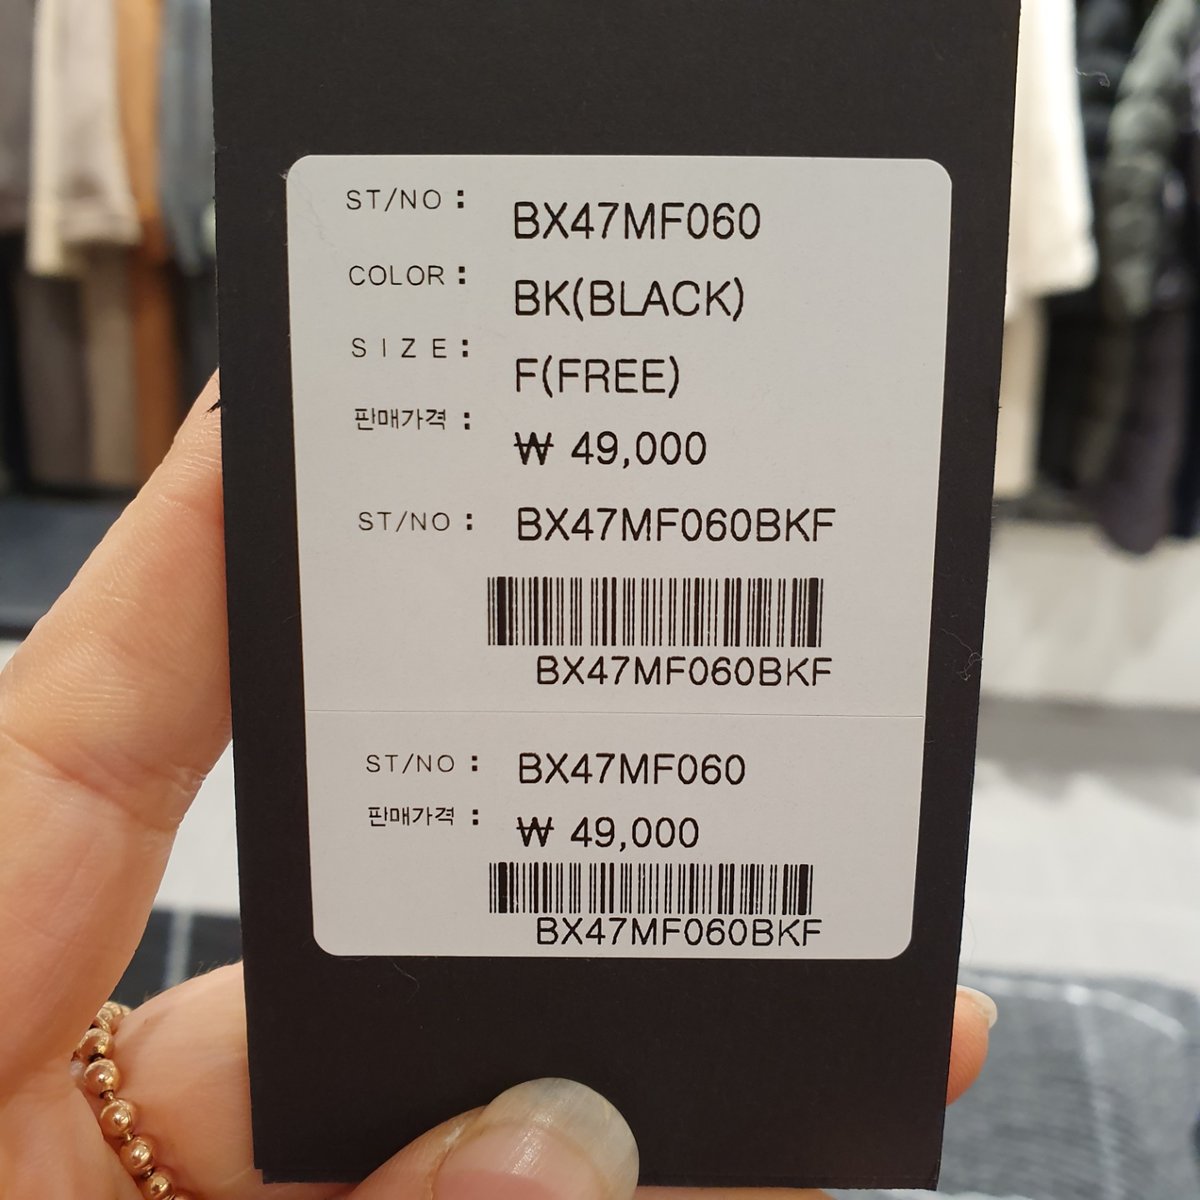 ST/NO : BX47MF060
COLOR : BK(BLACK)
SIZE : F(FREE)
판매가격 : ₩ 49,000
ST/NO : BX47MF060BKF
BX47MF060BKF
ST/NO : BX47MF060
판매가격 : ₩ 49,000
BX47MF060BKF